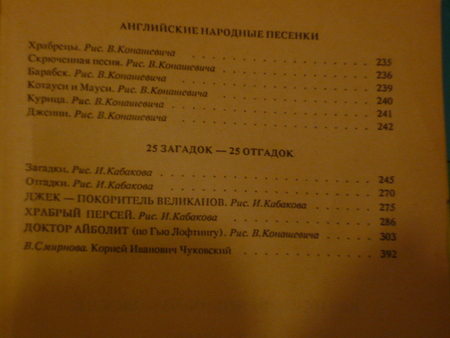 АНГЛИЙСКИЕ НАРОДНЫЕ ПЕСЕНКИ
Храбрецы. Рис. В.Конашевича 235
Скрюченная песня. Рис. В.Конашевича 236
Барабек. Рис. В.Конашевича 239
Котауси и Мауси. Рис. В.Конашевича 240
Курица. Рис. В.Конашевича 241
Дженни. Рис. В.Конашевича 242
25 ЗАГАДОК — 25 ОТГАДОК
Загадки. Рис. И.Кабакова 245
Отгадки. Рис. И.Кабакова 270
ДЖЕК — ПОКОРИТЕЛЬ ВЕЛИКАНОВ. Рис. И.Кабакова 275
ХРАБРЫЙ ПЕРСЕЙ. Рис. И.Кабакова 286
ДОКТОР АЙБОЛИТ (по Гью Лофтингу). Рис. В.Конашевича 303
В.Смирнова. Корней Иванович Чуковский 392